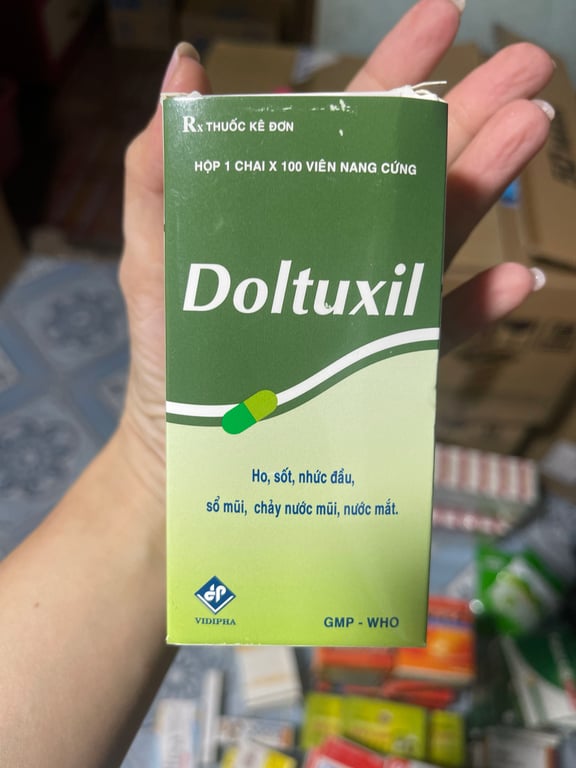 Rx THUỐC KÊ ĐƠN
HỘP 1 CHAI X 100 VIÊN NANG CỨNG
Doltuxil
Ho, sốt, nhức đầu,
sổ mũi, chảy nước mũi, nước mắt.
VIDIPHA
GMP - WHO